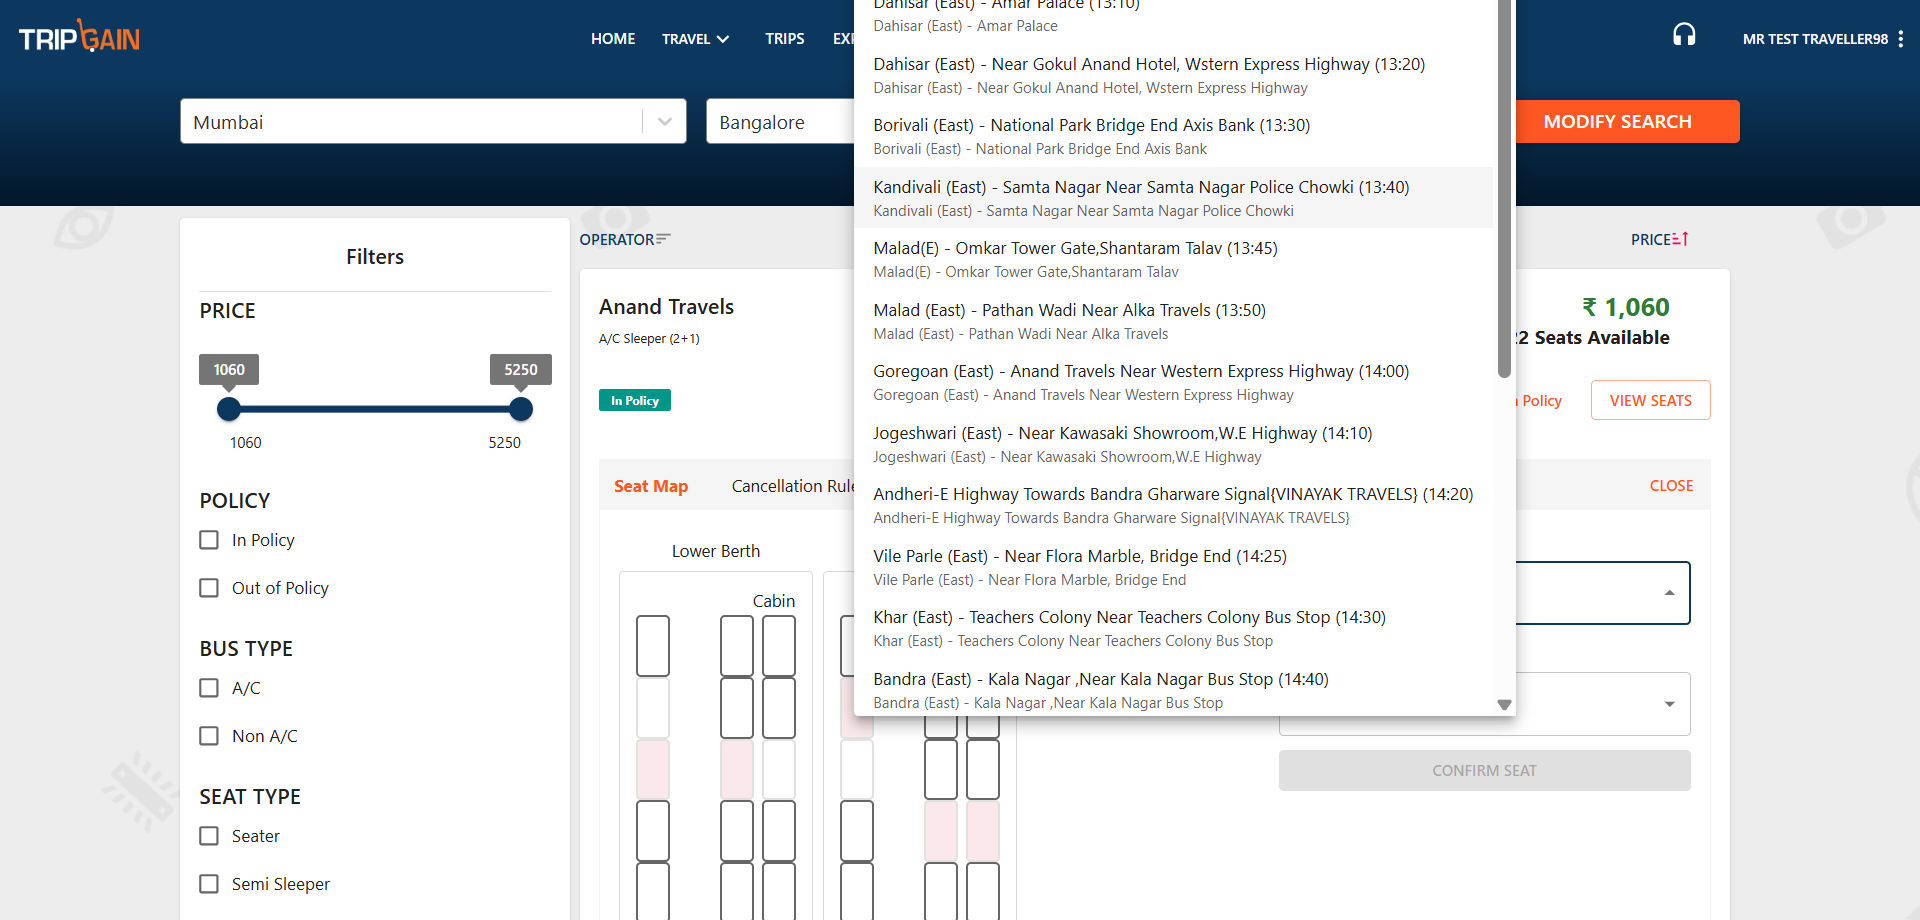 TRIPGAIN
HOME
TRAVEL
TRIPS
MR TEST TRAVELLER98
Mumbai
Bangalore
MODIFY SEARCH
Dahisar (East) - Amar Palace (13:10)
Dahisar (East) - Amar Palace
Dahisar (East) - Near Gokul Anand Hotel, Wstern Express Highway (13:20)
Dahisar (East) - Near Gokul Anand Hotel, Wstern Express Highway
Borivali (East) - National Park Bridge End Axis Bank (13:30)
Borivali (East) - National Park Bridge End Axis Bank
Kandivali (East) - Samta Nagar Near Samta Nagar Police Chowki (13:40)
Kandivali (East) - Samta Nagar Near Samta Nagar Police Chowki
Malad(E) - Omkar Tower Gate,Shantaram Talav (13:45)
Malad(E) - Omkar Tower Gate,Shantaram Talav
Malad (East) - Pathan Wadi Near Alka Travels (13:50)
Malad (East) - Pathan Wadi Near Alka Travels
Goregoan (East) - Anand Travels Near Western Express Highway (14:00)
Goregoan (East) - Anand Travels Near Western Express Highway
Jogeshwari (East) - Near Kawasaki Showroom,W.E Highway (14:10)
Jogeshwari (East) - Near Kawasaki Showroom,W.E Highway
Andheri-E Highway Towards Bandra Gharware Signal{VINAYAK TRAVELS} (14:20)
Andheri-E Highway Towards Bandra Gharware Signal{VINAYAK TRAVELS}
Vile Parle (East) - Near Flora Marble, Bridge End (14:25)
Vile Parle (East) - Near Flora Marble, Bridge End
Khar (East) - Teachers Colony Near Teachers Colony Bus Stop (14:30)
Khar (East) - Teachers Colony Near Teachers Colony Bus Stop
Bandra (East) - Kala Nagar ,Near Kala Nagar Bus Stop (14:40)
Bandra (East) - Kala Nagar ,Near Kala Nagar Bus Stop
Filters
PRICE
1060
5250
1060
5250
POLICY
In Policy
Out of Policy
BUS TYPE
A/C
Non A/C
SEAT TYPE
Seater
Semi Sleeper
OPERATOR
PRICE
Anand Travels
A/C Sleeper (2+1)
In Policy
₹ 1,060
Seats Available
Policy
VIEW SEATS
Seat Map
Cancellation
CLOSE
Lower Berth
Cabin
CONFIRM SEAT